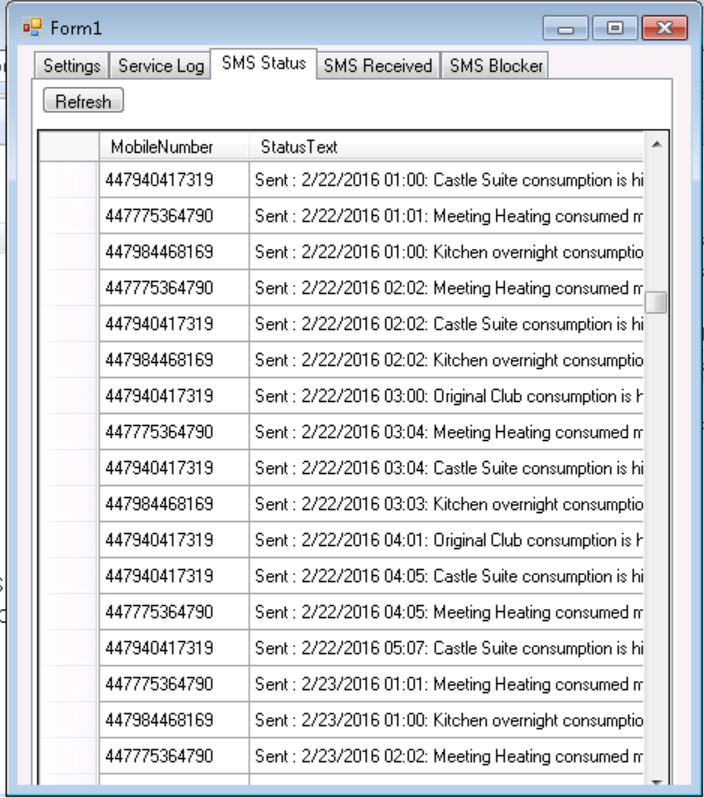 Form1
Settings Service Log SMS Status SMS Received SMS Blocker
Refresh
MobileNumber StatusText
447940417319 Sent : 2/22/2016 01:00: Castle Suite consumption is hi
447775364790 Sent : 2/22/2016 01:01: Meeting Heating consumed m
447984468169 Sent : 2/22/2016 01:00: Kitchen overnight consumptio
447775364790 Sent : 2/22/2016 02:02: Meeting Heating consumed m
447940417319 Sent : 2/22/2016 02:02: Castle Suite consumption is hi
447984468169 Sent : 2/22/2016 02:02: Kitchen overnight consumptio
447940417319 Sent : 2/22/2016 03:00: Original Club consumption is h
447775364790 Sent : 2/22/2016 03:04: Meeting Heating consumed m
447940417319 Sent : 2/22/2016 03:04: Castle Suite consumption is hi
447984468169 Sent : 2/22/2016 03:03: Kitchen overnight consumptio
447940417319 Sent : 2/22/2016 04:01: Original Club consumption is h
447940417319 Sent : 2/22/2016 04:05: Castle Suite consumption is hi
447775364790 Sent : 2/22/2016 04:05: Meeting Heating consumed m
447940417319 Sent : 2/22/2016 05:07: Castle Suite consumption is hi
447775364790 Sent : 2/23/2016 01:01: Meeting Heating consumed m
447984468169 Sent : 2/23/2016 01:00: Kitchen overnight consumptio
447775364790 Sent : 2/23/2016 02:02: Meeting Heating consumed m